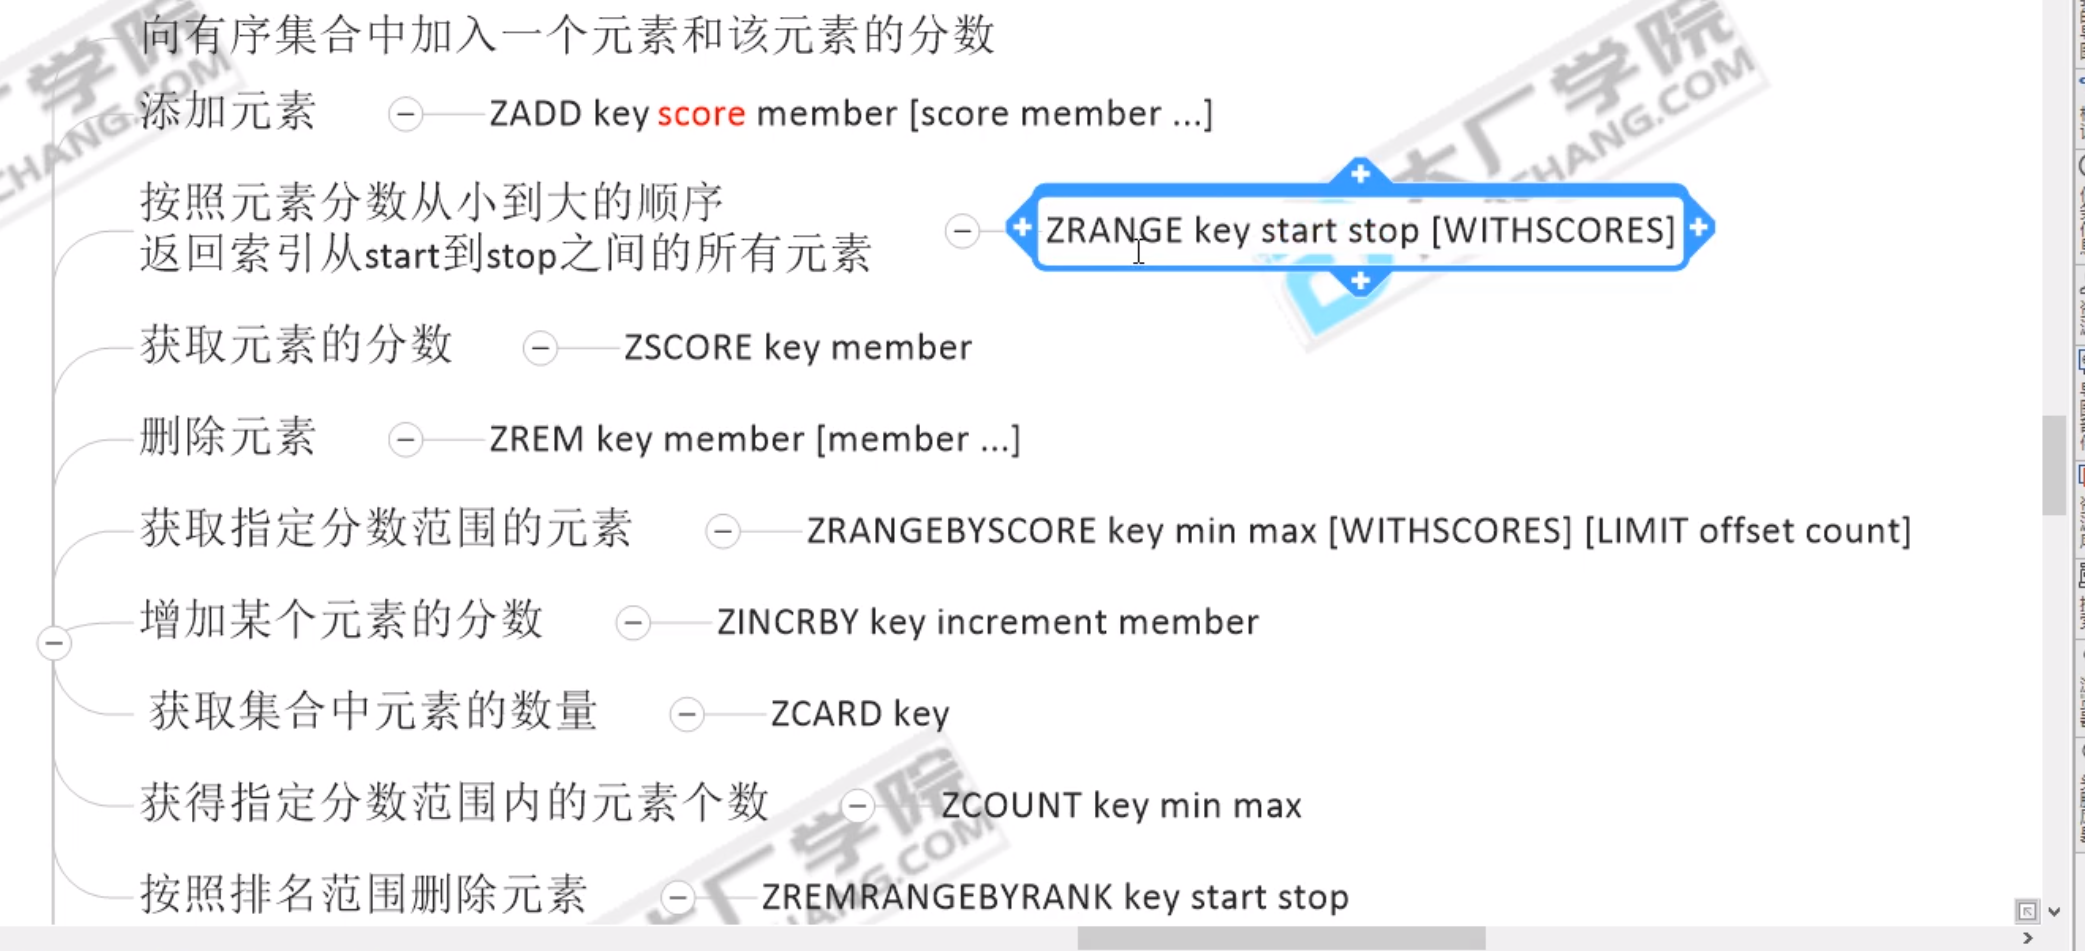 向有序集合中加入一个元素和该元素的分数
添加元素 ZADD key score member [score member ...]
按照元素分数从小到大的顺序
返回索引从start到stop之间的所有元素 ZRANGE key start stop [WITHSCORES]
获取元素的分数 ZSCORE key member
删除元素 ZREM key member [member ...]
获取指定分数范围的元素 ZRANGEBYSCORE key min max [WITHSCORES] [LIMIT offset count]
增加某个元素的分数 ZINCRBY key increment member
获取集合中元素的数量 ZCARD key
获得指定分数范围内的元素个数 ZCOUNT key min max
按照排名范围删除元素 ZREMRANGEBYRANK key start stop